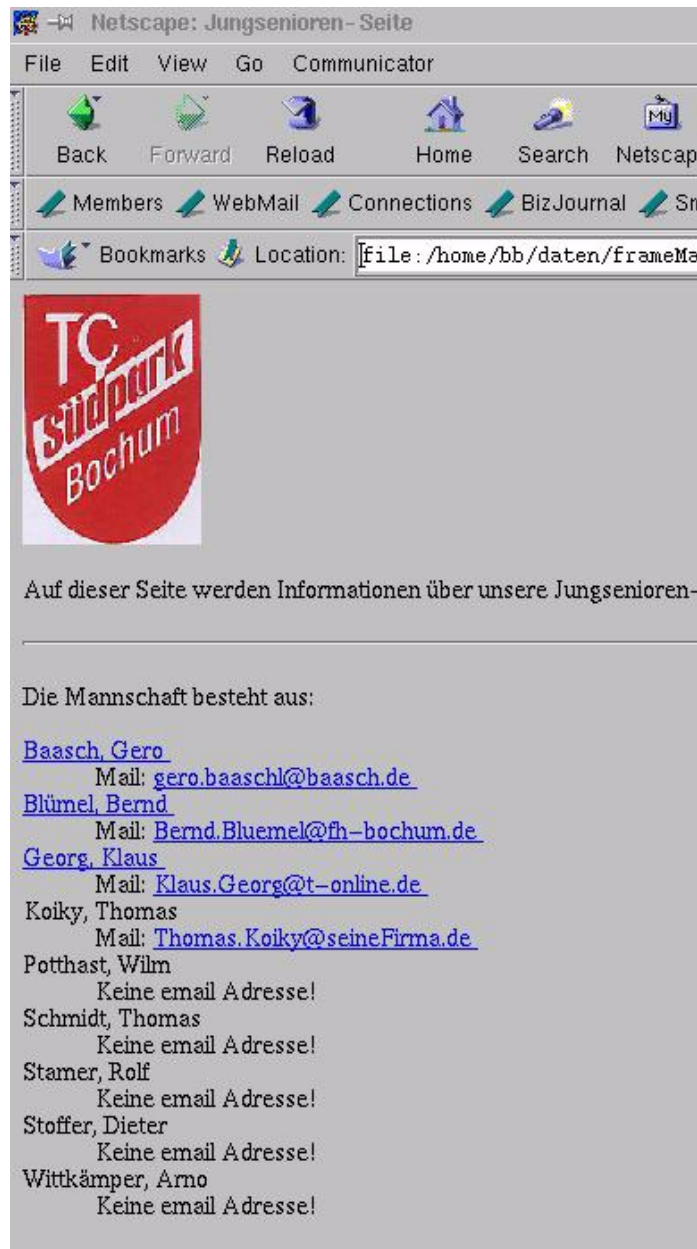 Netscape: Jungsenioren-Seite
File Edit View Go Communicator
My
Back Forward Reload Home Search Netscap
Members WebMail Connections BizJournal Sm
Bookmarks Location: file:/home/bb/daten/frameMa
TC
Südpark
Bochum
Auf dieser Seite werden Informationen über unsere Jungsenioren-
Die Mannschaft besteht aus:
Baasch, Gero
Mail: gero.baaschl@baasch.de
Blümel, Bernd
Mail: Bernd.Bluemel@fh-bochum.de
Georg, Klaus
Mail: Klaus.Georg@t-online.de
Koiky, Thomas
Mail: Thomas.Koiky@seineFirma.de
Potthast, Wilm
Keine email Adresse!
Schmidt, Thomas
Keine email Adresse!
Stamer, Rolf
Keine email Adresse!
Stoffer, Dieter
Keine email Adresse!
Wittkämper, Arno
Keine email Adresse!